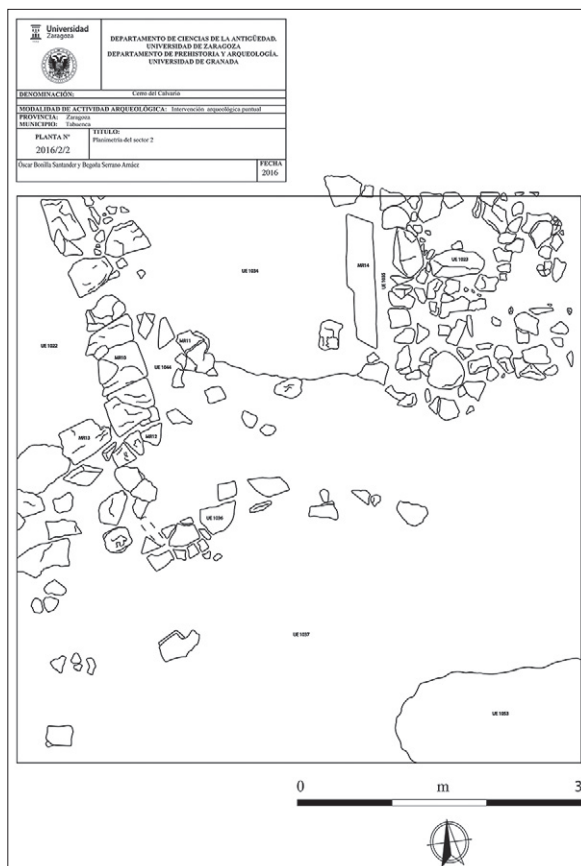 Universidad
Zaragoza
DEPARTAMENTO DE CIENCIAS DE LA ANTIGÜEDAD.
UNIVERSIDAD DE ZARAGOZA
DEPARTAMENTO DE PREHISTORIA Y ARQUEOLOGÍA.
UNIVERSIDAD DE GRANADA
DENOMINACIÓN: Cerro del Calvario
MODALIDAD DE ACTIVIDAD ARQUEOLÓGICA: Intervención arqueológica puntual
PROVINCIA: Zaragoza
MUNICIPIO: Tabuenca
PLANTA Nº
2016/2/2
TITULO:
Planimetría del sector 2
Óscar Bonilla Santander y Begoña Serrano Arnáez
FECHA
2016
UE 1034
MR14
UE 1022
MR11
MR10
UE 1044
MR12
UE 1036
UE 1037
UE 1053
0 m 3